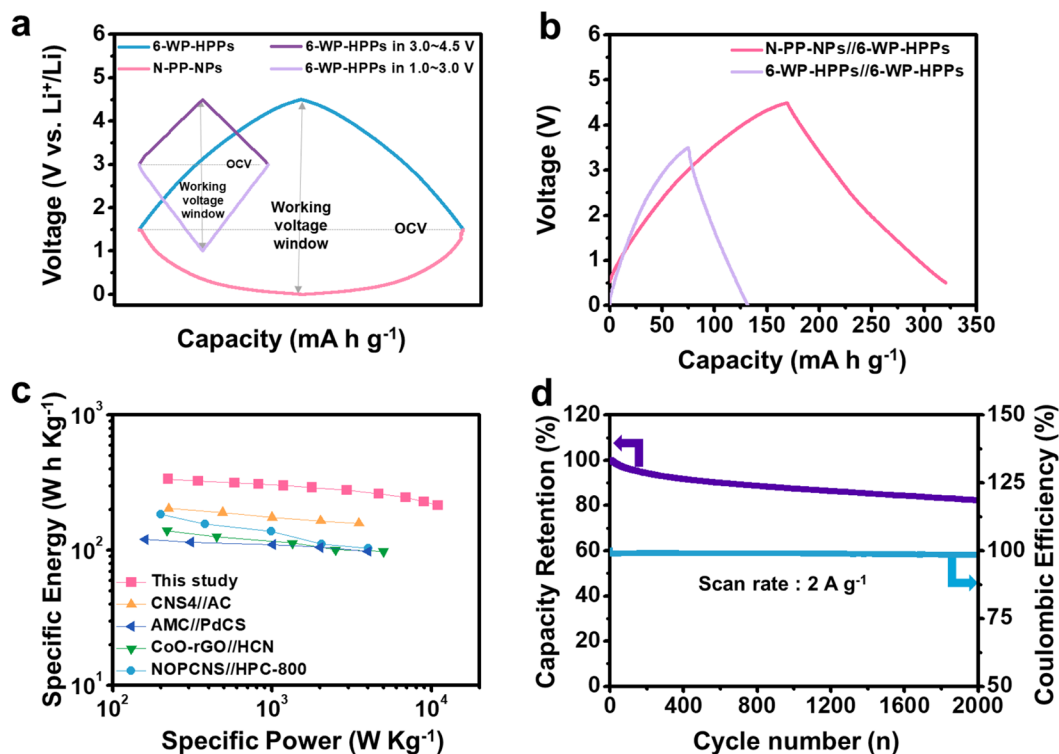 a
6-WP-HPPs
6-WP-HPPs in 3.0~4.5 V
N-PP-NPs
6-WP-HPPs in 1.0~3.0 V
Voltage (V vs. Li⁺/Li)
6
5
4
3
2
1
0
OCV
Working
voltage
window
Working
voltage
window
OCV
Capacity (mA h g⁻¹)
b
N-PP-NPs//6-WP-HPPs
6-WP-HPPs//6-WP-HPPs
Voltage (V)
6
5
4
3
2
1
0
0 50 100 150 200 250 300 350
Capacity (mA h g⁻¹)
c
Specific Energy (W h Kg⁻¹)
10³
10²
10¹
This study
CNS4//AC
AMC//PdCS
CoO-rGO//HCN
NOPCNS//HPC-800
10² 10³ 10⁴
Specific Power (W Kg⁻¹)
d
Capacity Retention (%)
120
100
80
60
40
20
0
Scan rate : 2 A g⁻¹
150
125
100
75
50
Coulombic Efficiency (%)
0 400 800 1200 1600 2000
Cycle number (n)